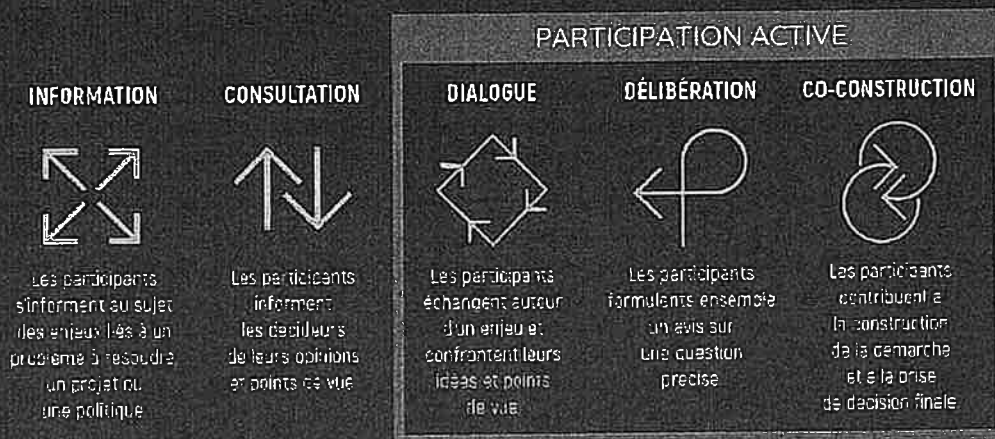 PARTICIPATION ACTIVE
INFORMATION
Les participants
s'informent au sujet
des enjeux liés à un
problème à résoudre,
un projet ou
une politique
CONSULTATION
Les participants
informent
les décideurs
de leurs opinions
et points de vue
DIALOGUE
Les participants
échangent autour
d'un enjeu et
confrontent leurs
idées et points
de vue
DÉLIBÉRATION
Les participants
formulent ensemble
un avis sur
une question
précise
CO-CONSTRUCTION
Les participants
contribuent à
la construction
de la démarche
et à la prise
de décision finale